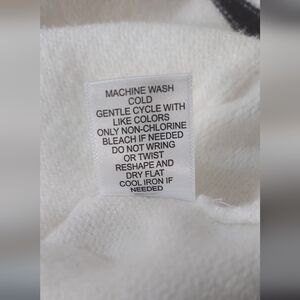 MACHINE WASH
COLD
GENTLE CYCLE WITH
LIKE COLORS
ONLY NON-CHLORINE
BLEACH IF NEEDED
DO NOT WRING
OR TWIST
RESHAPE AND
DRY FLAT
COOL IRON IF
NEEDED